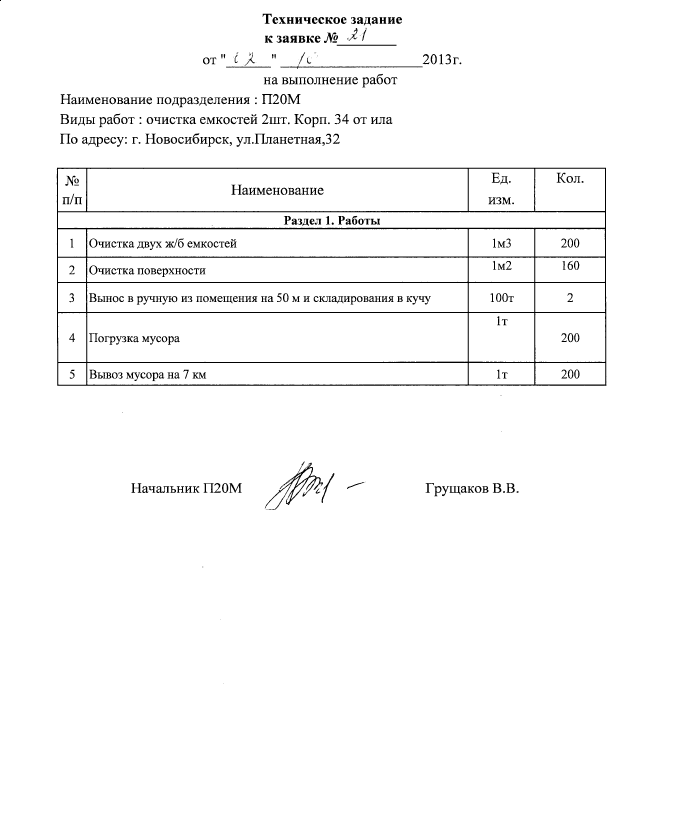 Техническое задание
к заявке № 21
от "12" 10 2013г.
на выполнение работ
Наименование подразделения : П20М
Виды работ : очистка емкостей 2шт. Корп. 34 от ила
По адресу: г. Новосибирск, ул.Планетная,32
№ п/п Наименование Ед. изм. Кол.
Раздел 1. Работы
1 Очистка двух ж/б емкостей 1м3 200
2 Очистка поверхности 1м2 160
3 Вынос в ручную из помещения на 50 м и складирования в кучу 100т 2
4 Погрузка мусора 1т 200
5 Вывоз мусора на 7 км 1т 200
Начальник П20М Грущаков В.В.